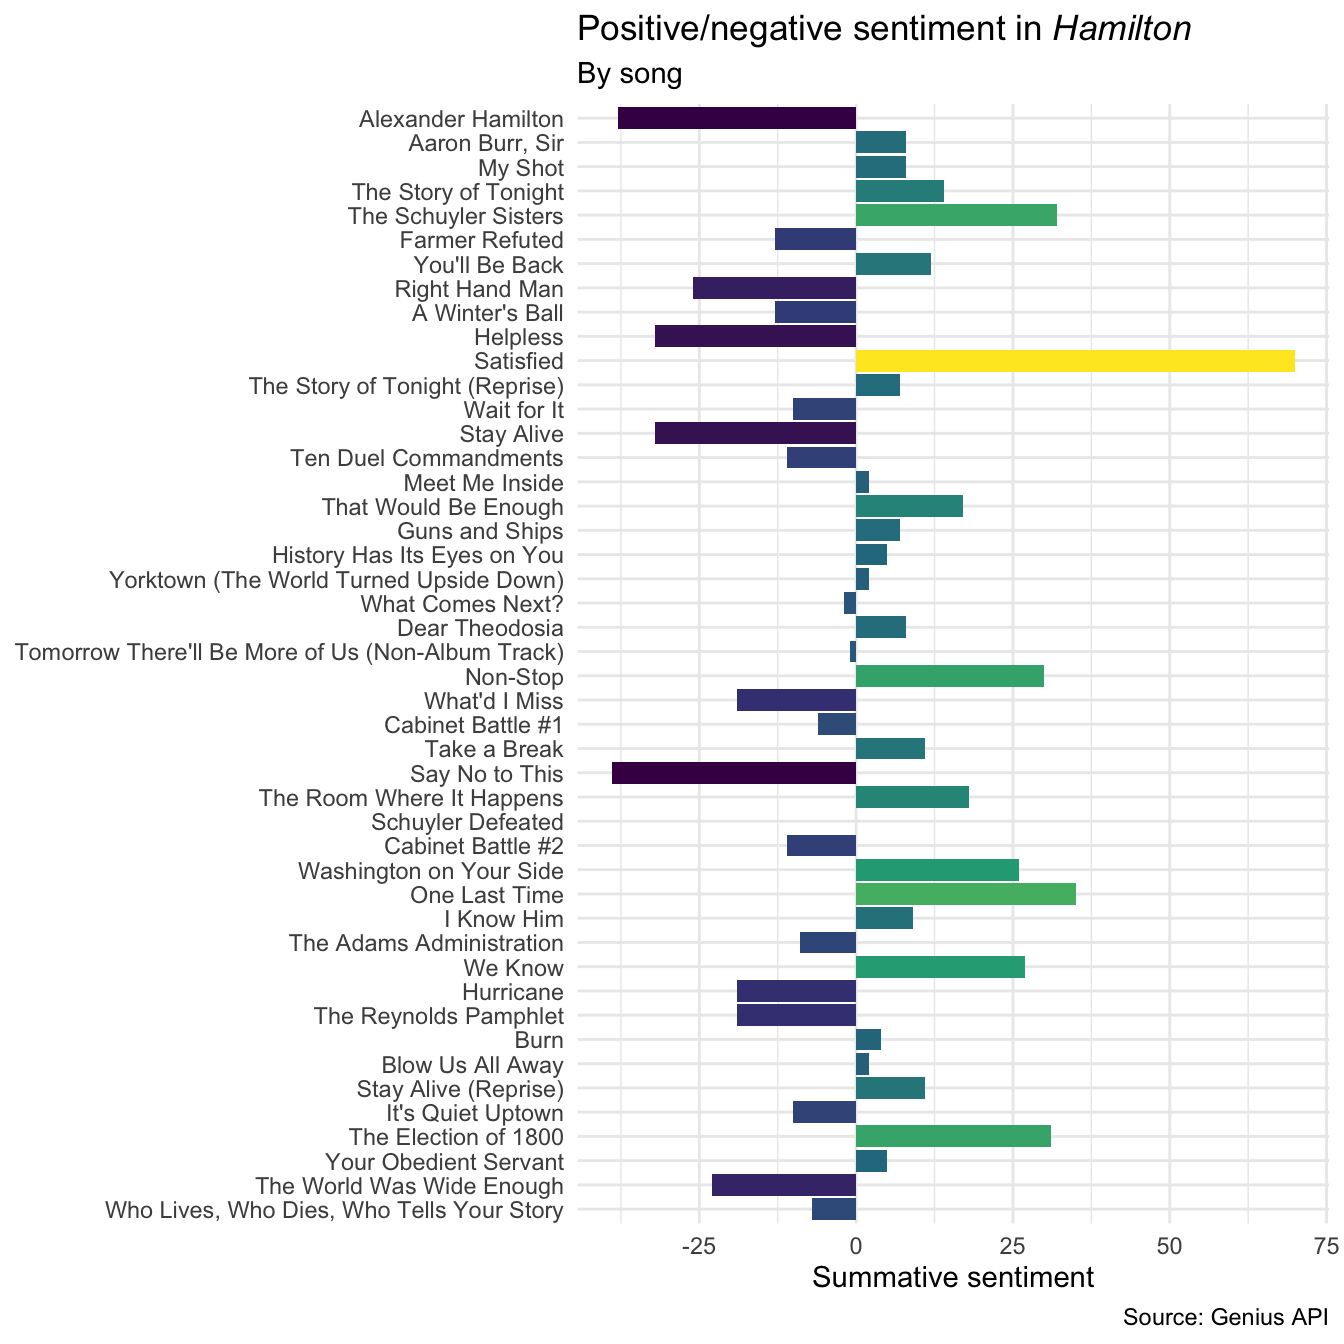 Positive/negative sentiment in Hamilton
By song
Alexander Hamilton
Aaron Burr, Sir
My Shot
The Story of Tonight
The Schuyler Sisters
Farmer Refuted
You'll Be Back
Right Hand Man
A Winter's Ball
Helpless
Satisfied
The Story of Tonight (Reprise)
Wait for It
Stay Alive
Ten Duel Commandments
Meet Me Inside
That Would Be Enough
Guns and Ships
History Has Its Eyes on You
Yorktown (The World Turned Upside Down)
What Comes Next?
Dear Theodosia
Tomorrow There'll Be More of Us (Non-Album Track)
Non-Stop
What'd I Miss
Cabinet Battle #1
Take a Break
Say No to This
The Room Where It Happens
Schuyler Defeated
Cabinet Battle #2
Washington on Your Side
One Last Time
I Know Him
The Adams Administration
We Know
Hurricane
The Reynolds Pamphlet
Burn
Blow Us All Away
Stay Alive (Reprise)
It's Quiet Uptown
The Election of 1800
Your Obedient Servant
The World Was Wide Enough
Who Lives, Who Dies, Who Tells Your Story
-25 0 25 50 75
Summative sentiment
Source: Genius API